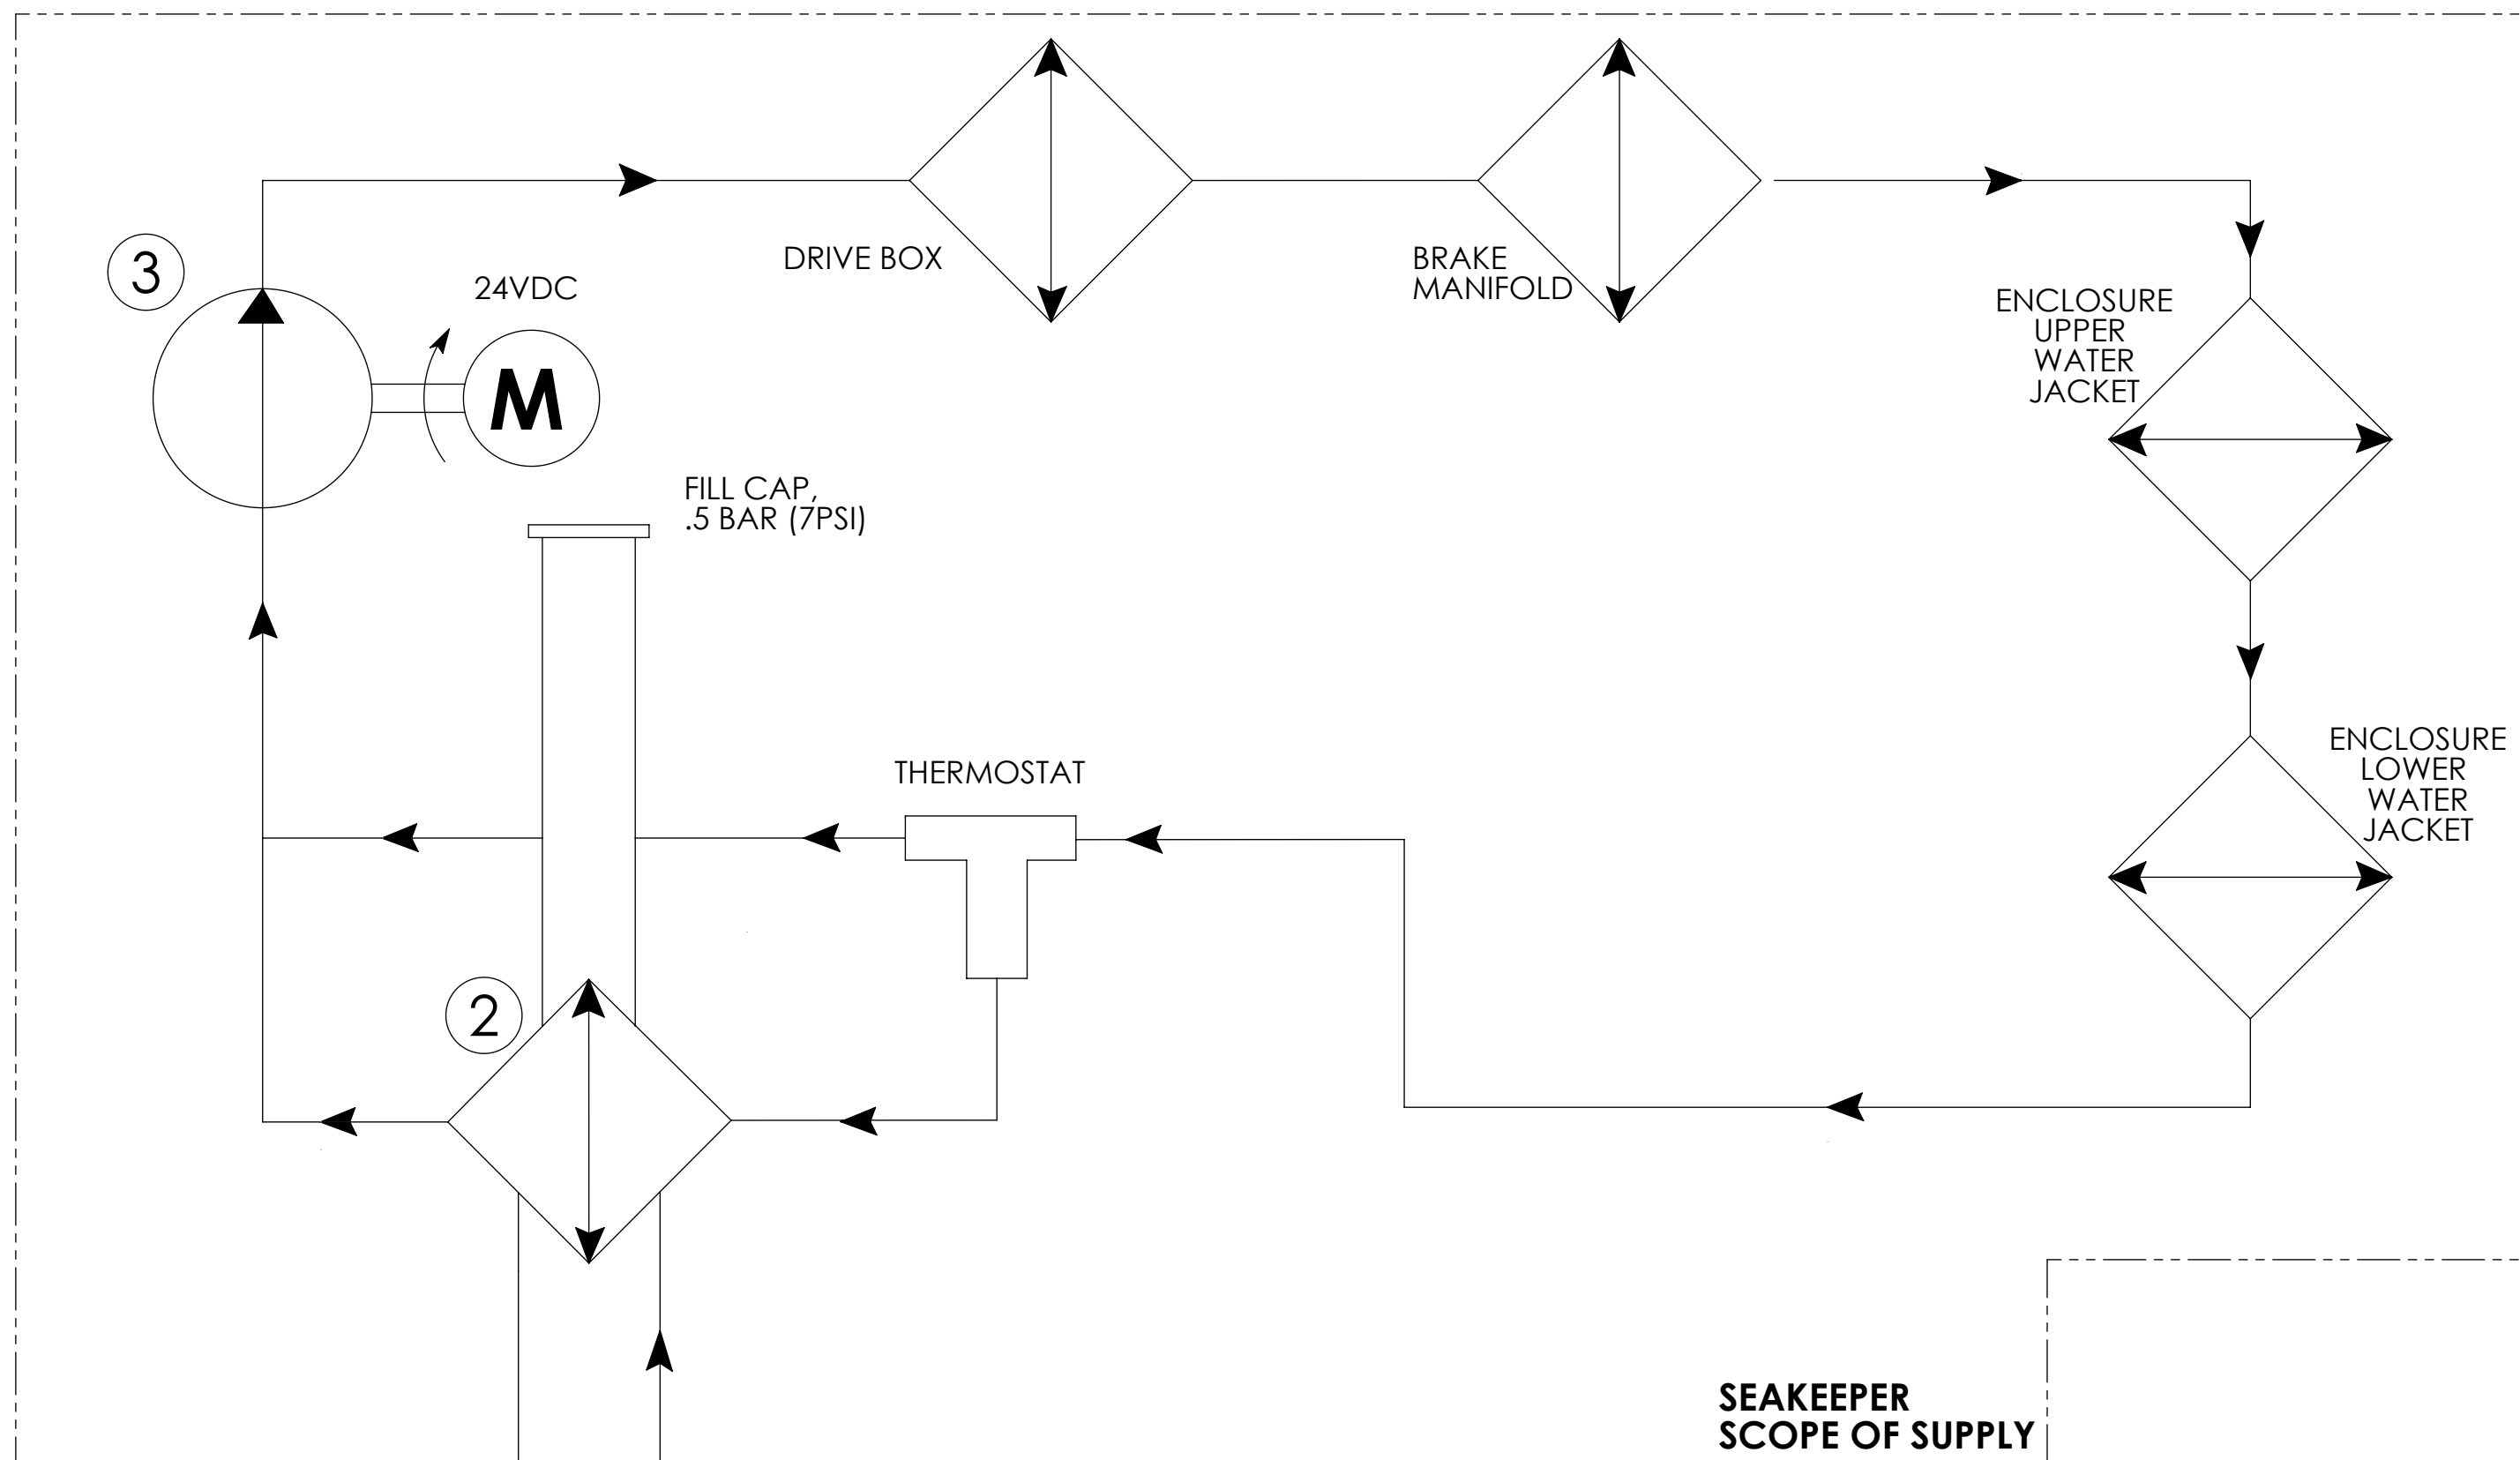 DRIVE BOX
BRAKE
MANIFOLD
3
24VDC
M
ENCLOSURE
UPPER
WATER
JACKET
FILL CAP,
.5 BAR (7PSI)
THERMOSTAT
ENCLOSURE
LOWER
WATER
JACKET
2
SEAKEEPER
SCOPE OF SUPPLY